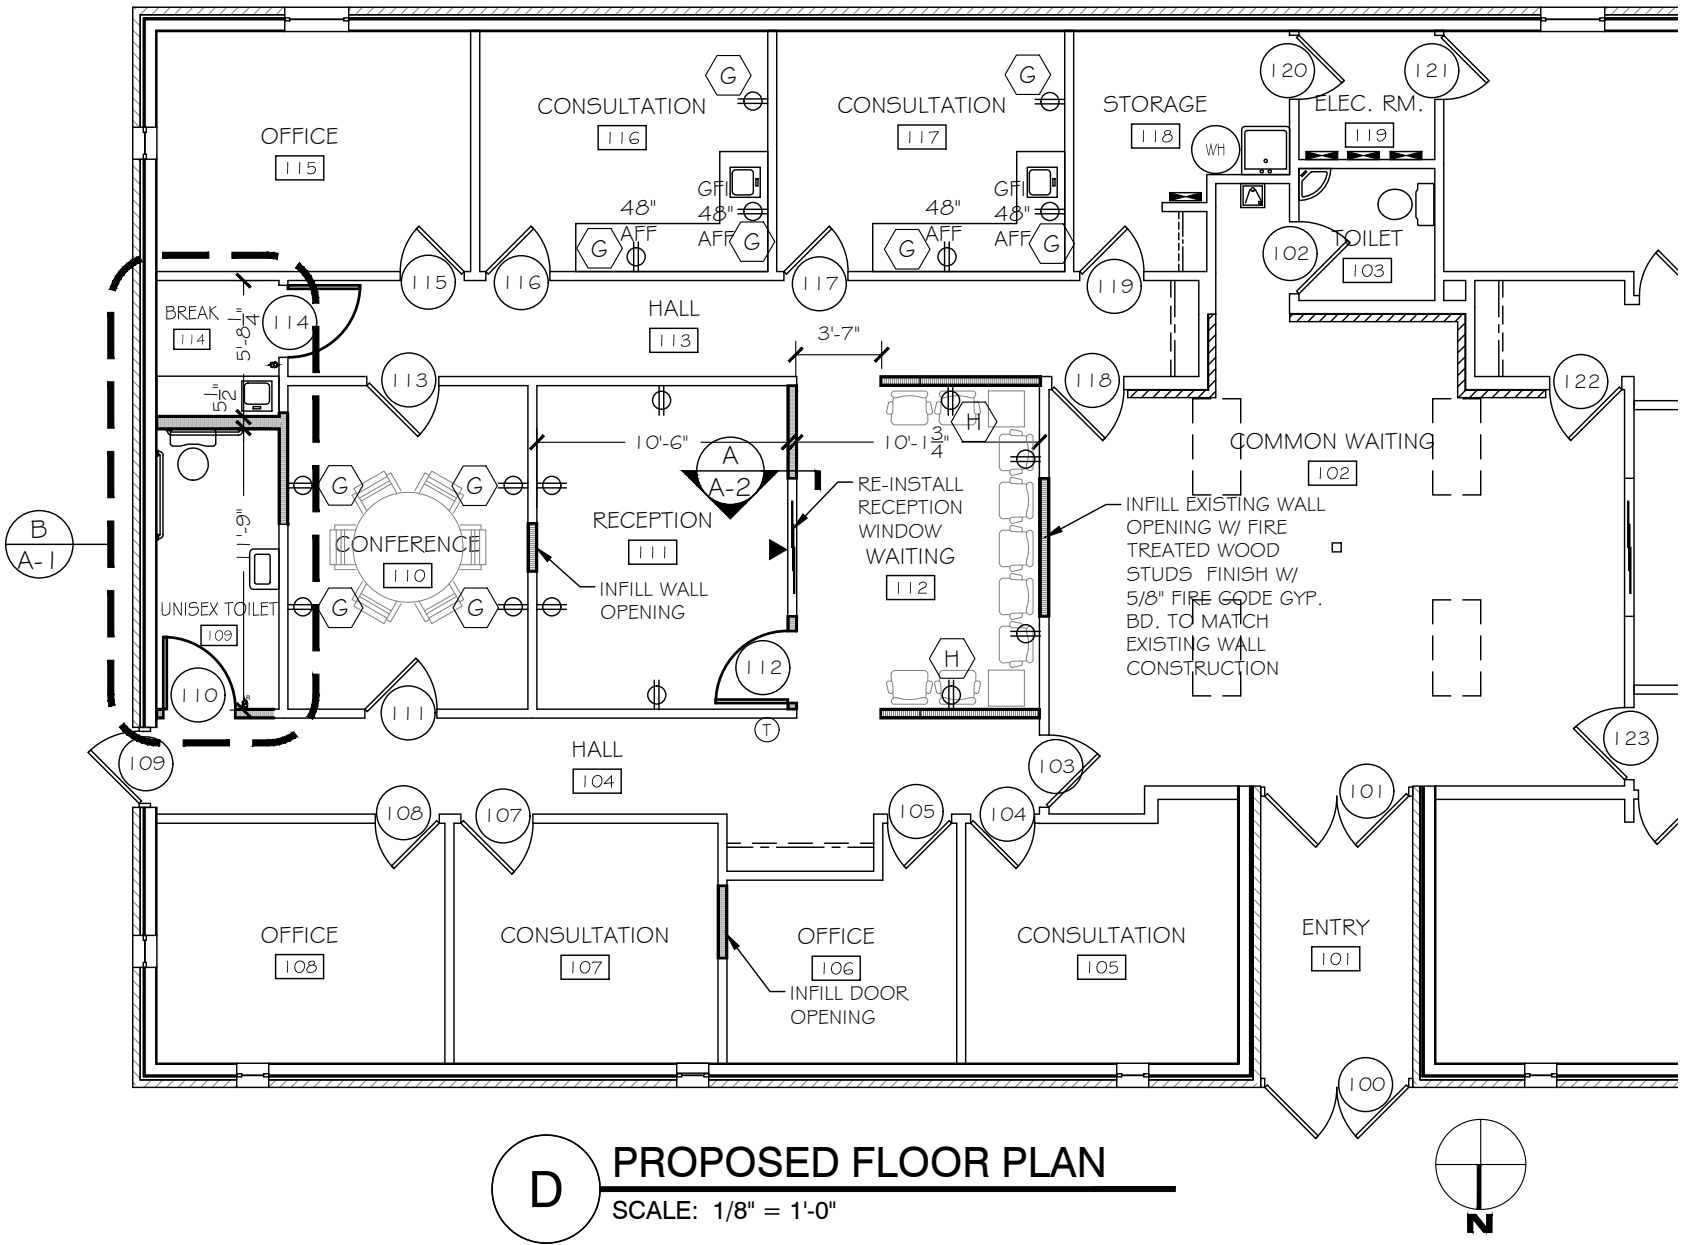 120
121
G
G
CONSULTATION
116
CONSULTATION
117
STORAGE
118
ELEC. RM.
119
OFFICE
115
WH
GFI
48"
AFF
48"
AFF
G
G
GFI
48"
AFF
48"
AFF
G
G
102
TOILET
103
115
116
117
119
BREAK
114
114
5'-8 1/4"
HALL
113
3'-7"
5 1/2"
113
118
122
H
10'-6"
10'-1 3/4"
A
A-2
COMMON WAITING
102
G
G
RE-INSTALL
RECEPTION
WINDOW
WAITING
112
INFILL EXISTING WALL
OPENING W/ FIRE
TREATED WOOD
STUDS FINISH W/
5/8" FIRE CODE GYP.
BD. TO MATCH
EXISTING WALL
CONSTRUCTION
B
A-1
11'-9"
CONFERENCE
110
RECEPTION
111
INFILL WALL
OPENING
UNISEX TOILET
109
G
G
H
110
112
111
T
109
HALL
104
103
123
108
107
105
104
101
OFFICE
108
CONSULTATION
107
OFFICE
106
INFILL DOOR
OPENING
CONSULTATION
105
ENTRY
101
100
D
PROPOSED FLOOR PLAN
SCALE: 1/8" = 1'-0"
N